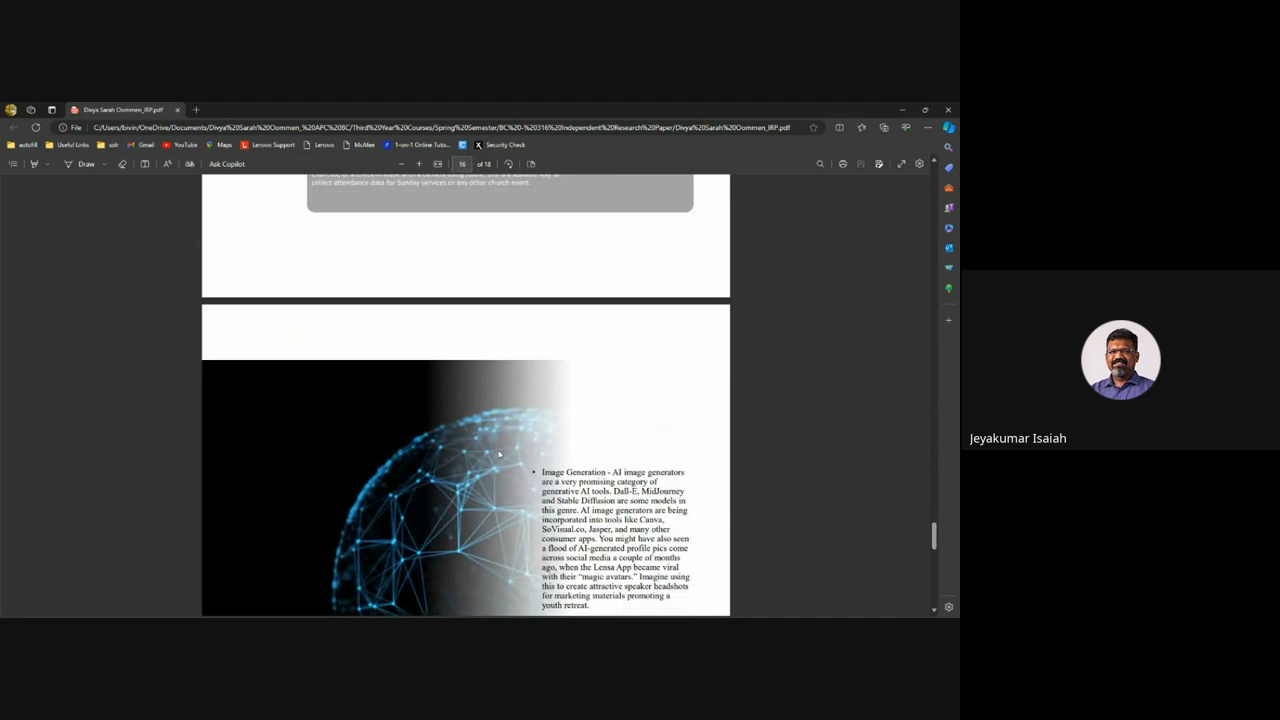 Divya Sarah Oommen_IRP.pdf
File
C:/Users/bivin/OneDrive/Documents/Divya%20Sarah%20Oommen_%20APC%20BC/Third%20Year%20Courses/Spring%20Semester/BC%20-%20316%20Independent%20Research%20Paper/Divya%20Sarah%20Oommen_IRP.pdf
autofill
Useful Links
solr
Gmail
YouTube
Maps
Lenovo Support
Lenovo
McAfee
1-on-1 Online Tuto...
Security Check
Draw
Ask Copilot
16 of 18
collect attendance data for Sunday services or any other church event.
• Image Generation - AI image generators
are a very promising category of
generative AI tools. Dall-E, MidJourney
and Stable Diffusion are some models in
this genre. AI image generators are being
incorporated into tools like Canva,
SoVisual.co, Jasper, and many other
consumer apps. You might have also seen
a flood of AI-generated profile pics come
across social media a couple of months
ago, when the Lensa App became viral
with their “magic avatars.” Imagine using
this to create attractive speaker headshots
for marketing materials promoting a
youth retreat.
Jeyakumar Isaiah